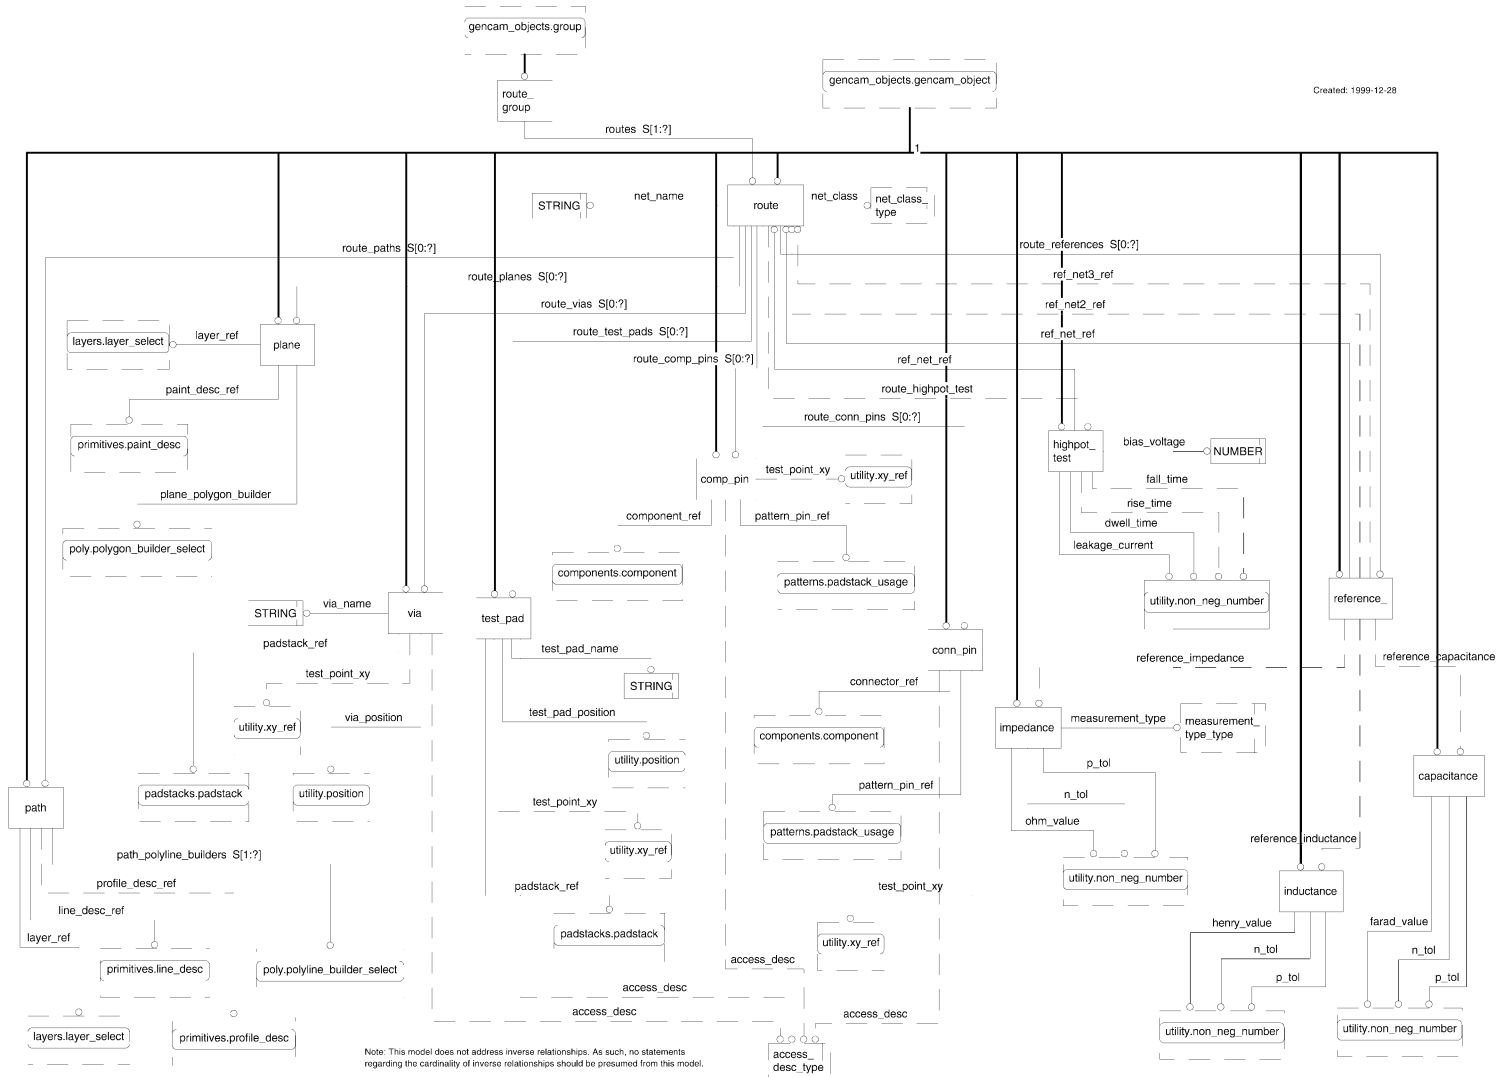 gencam_objects.group
gencam_objects.gencam_object
Created: 1999-12-28
route_
group
routes S[1:?]
1
STRING
net_name
route
net_class
net_class_
type
route_paths S[0:?]
route_references S[0:?]
route_planes S[0:?]
ref_net3_ref
route_vias S[0:?]
ref_net2_ref
layers.layer_select
layer_ref
plane
route_test_pads S[0:?]
ref_net_ref
route_comp_pins S[0:?]
ref_net_ref
paint_desc_ref
route_highpot_test
route_conn_pins S[0:?]
primitives.paint_desc
highpot_
test
bias_voltage
NUMBER
comp_pin
test_point_xy
utility.xy_ref
fall_time
plane_polygon_builder
rise_time
component_ref
pattern_pin_ref
dwell_time
poly.polygon_builder_select
leakage_current
components.component
patterns.padstack_usage
utility.non_neg_number
reference_
STRING
via_name
via
test_pad
padstack_ref
test_pad_name
conn_pin
reference_impedance
reference_capacitance
test_point_xy
STRING
connector_ref
utility.xy_ref
via_position
test_pad_position
components.component
impedance
measurement_type
measurement_
type_type
utility.position
p_tol
capacitance
padstacks.padstack
utility.position
pattern_pin_ref
n_tol
path
test_point_xy
patterns.padstack_usage
ohm_value
reference_inductance
path_polyline_builders S[1:?]
utility.xy_ref
utility.non_neg_number
profile_desc_ref
padstack_ref
test_point_xy
inductance
line_desc_ref
henry_value
farad_value
layer_ref
padstacks.padstack
utility.xy_ref
n_tol
n_tol
primitives.line_desc
poly.polyline_builder_select
access_desc
p_tol
p_tol
access_desc
access_desc
access_desc
layers.layer_select
primitives.profile_desc
utility.non_neg_number
utility.non_neg_number
Note: This model does not address inverse relationships. As such, no statements
regarding the cardinality of inverse relationships should be presumed from this model.
access_
desc_type